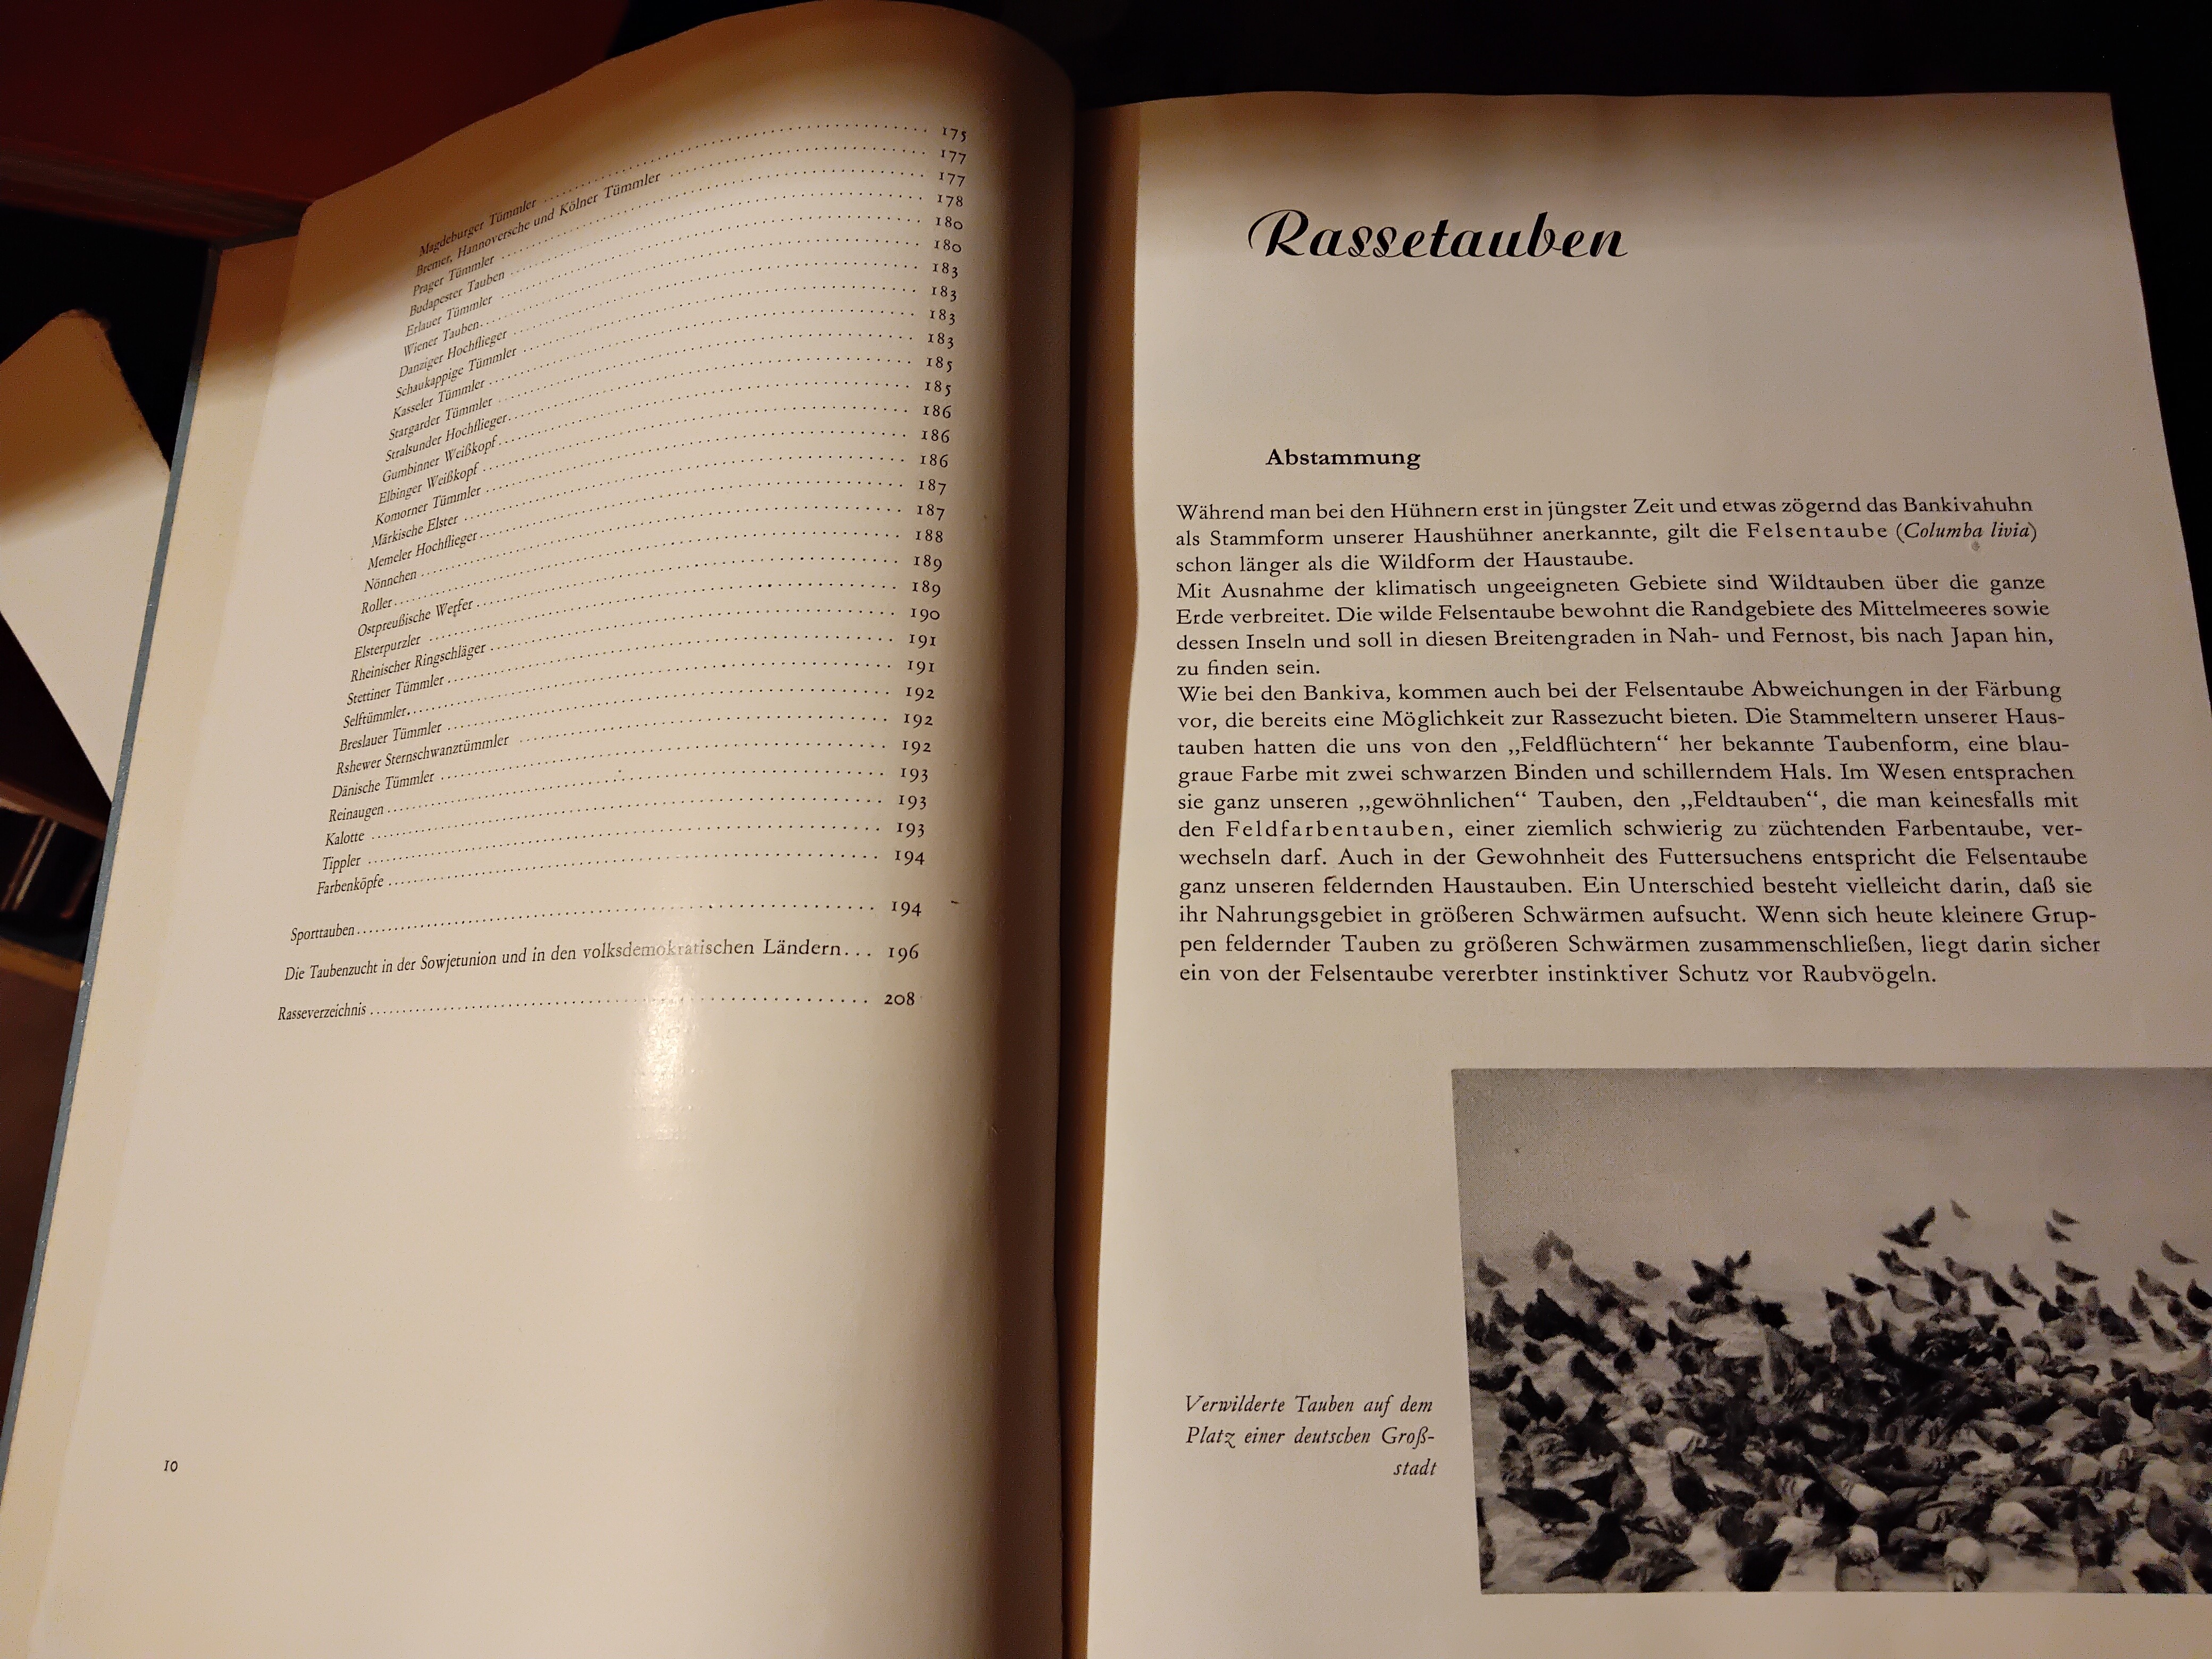 Magdeburger Tümmler ........ 175
Bremer, Hannoversche und Kölner Tümmler ........ 177
Prager Tümmler ........ 177
Budapester Tauben ........ 178
Erlauer Tümmler ........ 180
Wiener Tauben ........ 180
Danziger Hochflieger ........ 183
Schaukappige Tümmler ........ 183
Kasseler Tümmler ........ 183
Stargarder Tümmler ........ 183
Stralsunder Hochflieger ........ 185
Gumbinner Weißkopf ........ 185
Elbinger Weißkopf ........ 186
Komorner Tümmler ........ 186
Märkische Elster ........ 186
Memeler Hochflieger ........ 187
Nönnchen ........ 187
Roller ........ 188
Ostpreußische Werfer ........ 189
Elsterpurzler ........ 189
Rheinischer Ringschläger ........ 190
Stettiner Tümmler ........ 191
Selftümmler ........ 191
Breslauer Tümmler ........ 192
Rshewer Sternschwanztümmler ........ 192
Dänische Tümmler ........ 192
Reinaugen ........ 193
Kalotte ........ 193
Tippler ........ 193
Farbenköpfe ........ 194
Sporttauben ........ 194
Die Taubenzucht in der Sowjetunion und in den volksdemokratischen Ländern... 196
Rasseverzeichnis ........ 208
10
Rassetauben
Abstammung
Während man bei den Hühnern erst in jüngster Zeit und etwas zögernd das Bankivahuhn
als Stammform unserer Haushühner anerkannte, gilt die Felsentaube (Columba livia)
schon länger als die Wildform der Haustaube.
Mit Ausnahme der klimatisch ungeeigneten Gebiete sind Wildtauben über die ganze
Erde verbreitet. Die wilde Felsentaube bewohnt die Randgebiete des Mittelmeeres sowie
dessen Inseln und soll in diesen Breitengraden in Nah- und Fernost, bis nach Japan hin,
zu finden sein.
Wie bei den Bankiva, kommen auch bei der Felsentaube Abweichungen in der Färbung
vor, die bereits eine Möglichkeit zur Rassezucht bieten. Die Stammeltern unserer Haus-
tauben hatten die uns von den „Feldflüchtern“ her bekannte Taubenform, eine blau-
graue Farbe mit zwei schwarzen Binden und schillerndem Hals. Im Wesen entsprachen
sie ganz unseren „gewöhnlichen“ Tauben, den „Feldtauben“, die man keinesfalls mit
den Feldfarbentauben, einer ziemlich schwierig zu züchtenden Farbentaube, ver-
wechseln darf. Auch in der Gewohnheit des Futtersuchens entspricht die Felsentaube
ganz unseren feldernden Haustauben. Ein Unterschied besteht vielleicht darin, daß sie
ihr Nahrungsgebiet in größeren Schwärmen aufsucht. Wenn sich heute kleinere Grup-
pen feldernder Tauben zu größeren Schwärmen zusammenschließen, liegt darin sicher
ein von der Felsentaube vererbter instinktiver Schutz vor Raubvögeln.
Verwilderte Tauben auf dem
Platz einer deutschen Groß-
stadt